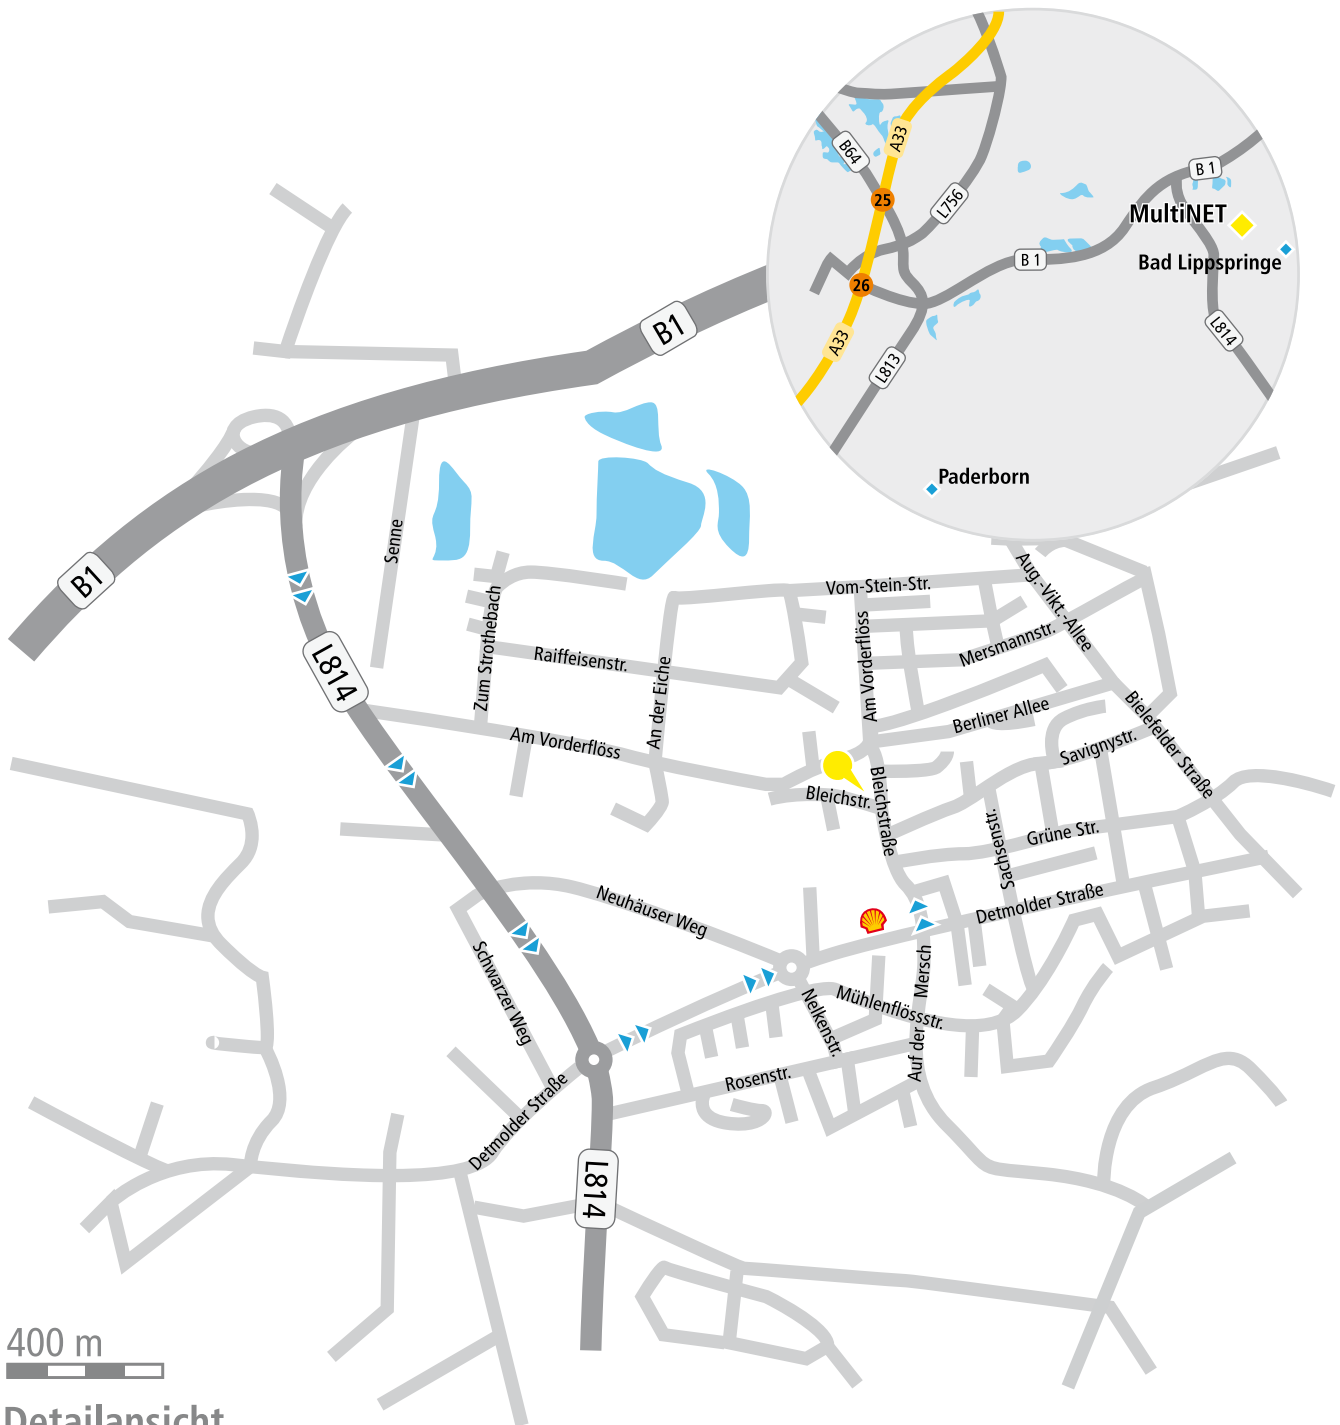 A33
B64
25
L756
B 1
MultiNET
Bad Lippspringe
B 1
26
A33
L813
L814
Paderborn
B1
B1
Senne
L814
Zum Strothebach
Raiffeisenstr.
An der Eiche
Am Vorderflöss
Vom-Stein-Str.
Aug.-Vikt.-Allee
Am Vorderflöss
Mersmannstr.
Berliner Allee
Bielefelder Straße
Savignystr.
Bleichstr.
Bleichstraße
Sachsenstr.
Grüne Str.
Detmolder Straße
Neuhäuser Weg
Schwarzer Weg
Auf der Mersch
Mühlenflössstr.
Nelkenstr.
Rosenstr.
Detmolder Straße
L814
400 m
Detailansicht